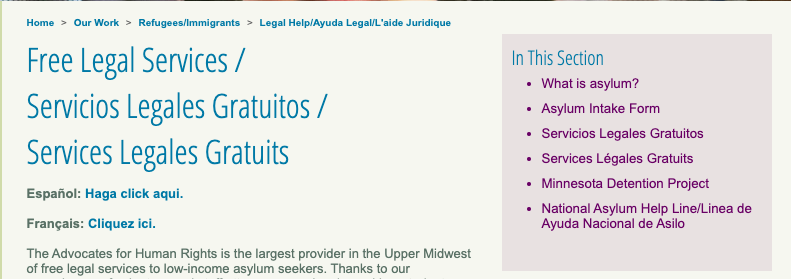 Home > Our Work > Refugees/Immigrants > Legal Help/Ayuda Legal/L'aide Juridique
Free Legal Services /
Servicios Legales Gratuitos /
Services Legales Gratuits
Español: Haga click aqui.
Français: Cliquez ici.
The Advocates for Human Rights is the largest provider in the Upper Midwest
of free legal services to low-income asylum seekers. Thanks to our
In This Section
• What is asylum?
• Asylum Intake Form
• Servicios Legales Gratuitos
• Services Légales Gratuits
• Minnesota Detention Project
• National Asylum Help Line/Linea de
Ayuda Nacional de Asilo